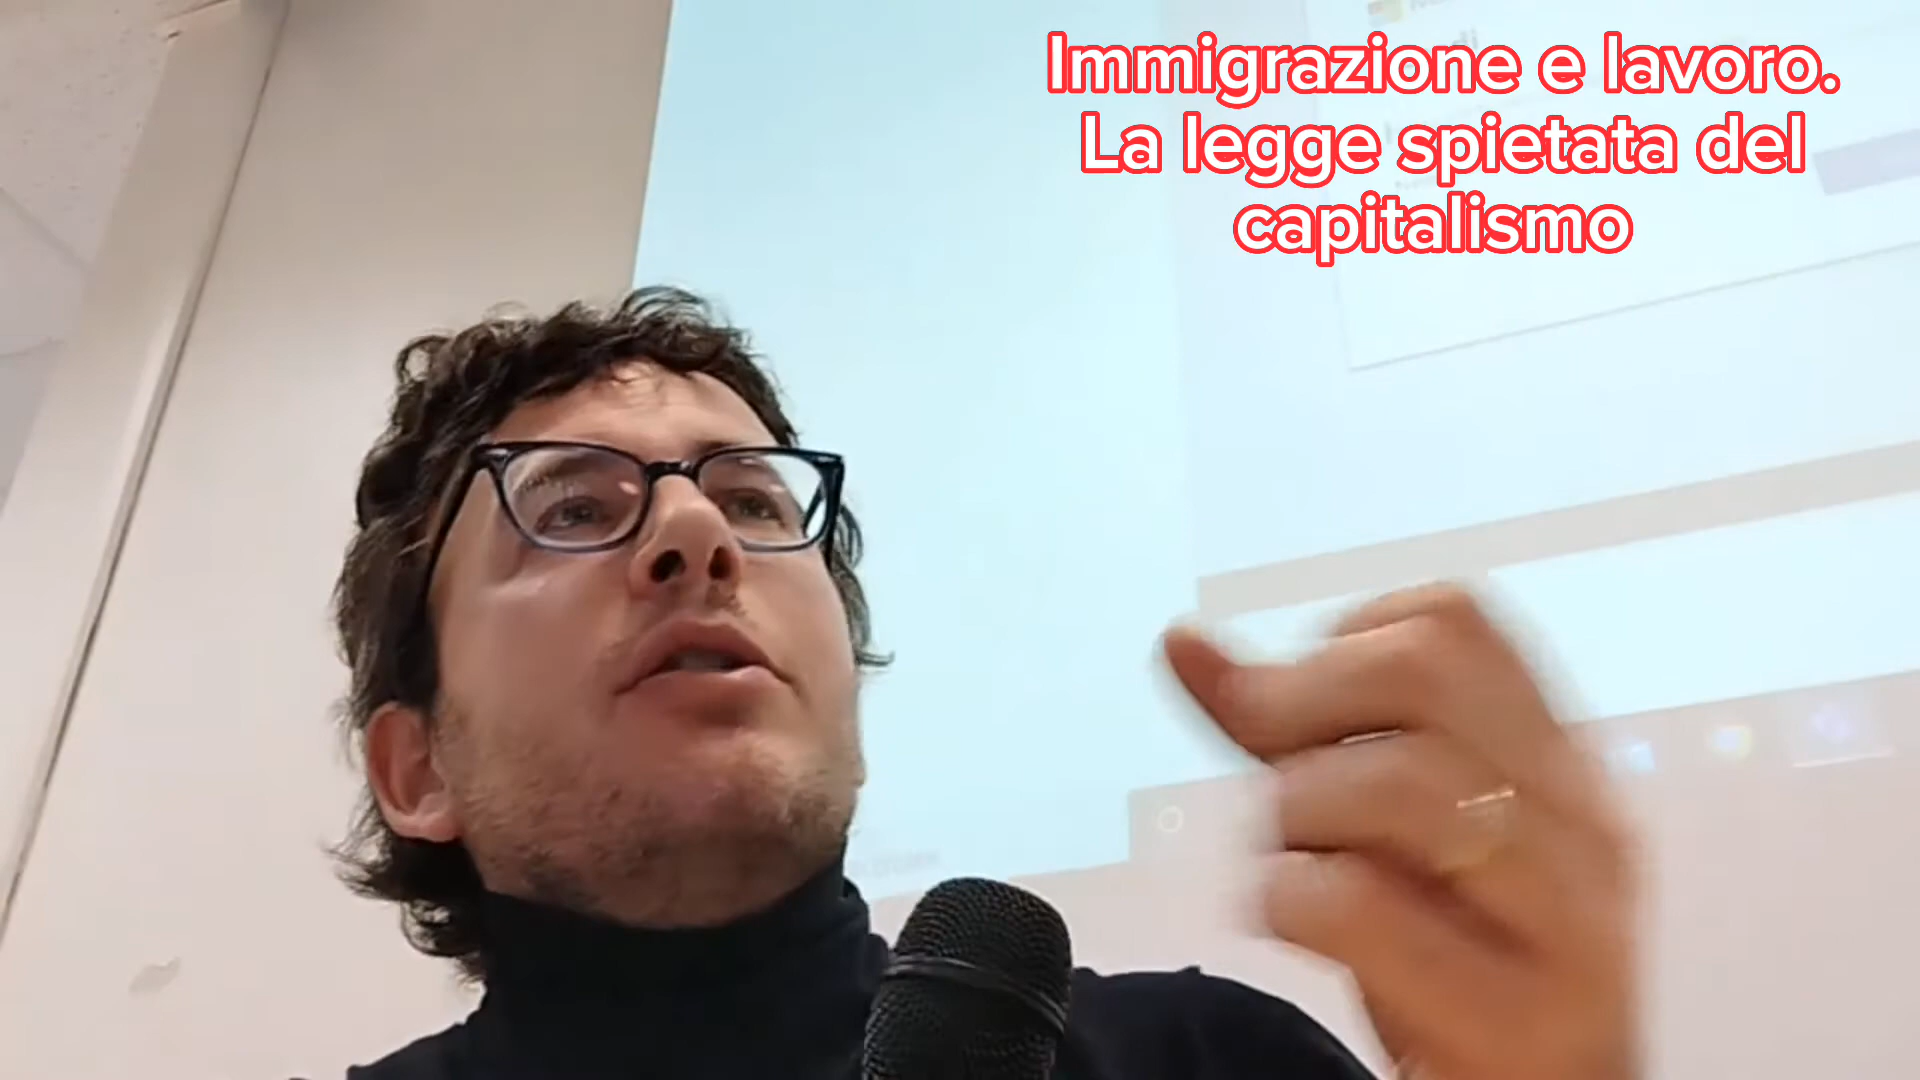 Immigrazione e lavoro.
La legge spietata del
capitalismo